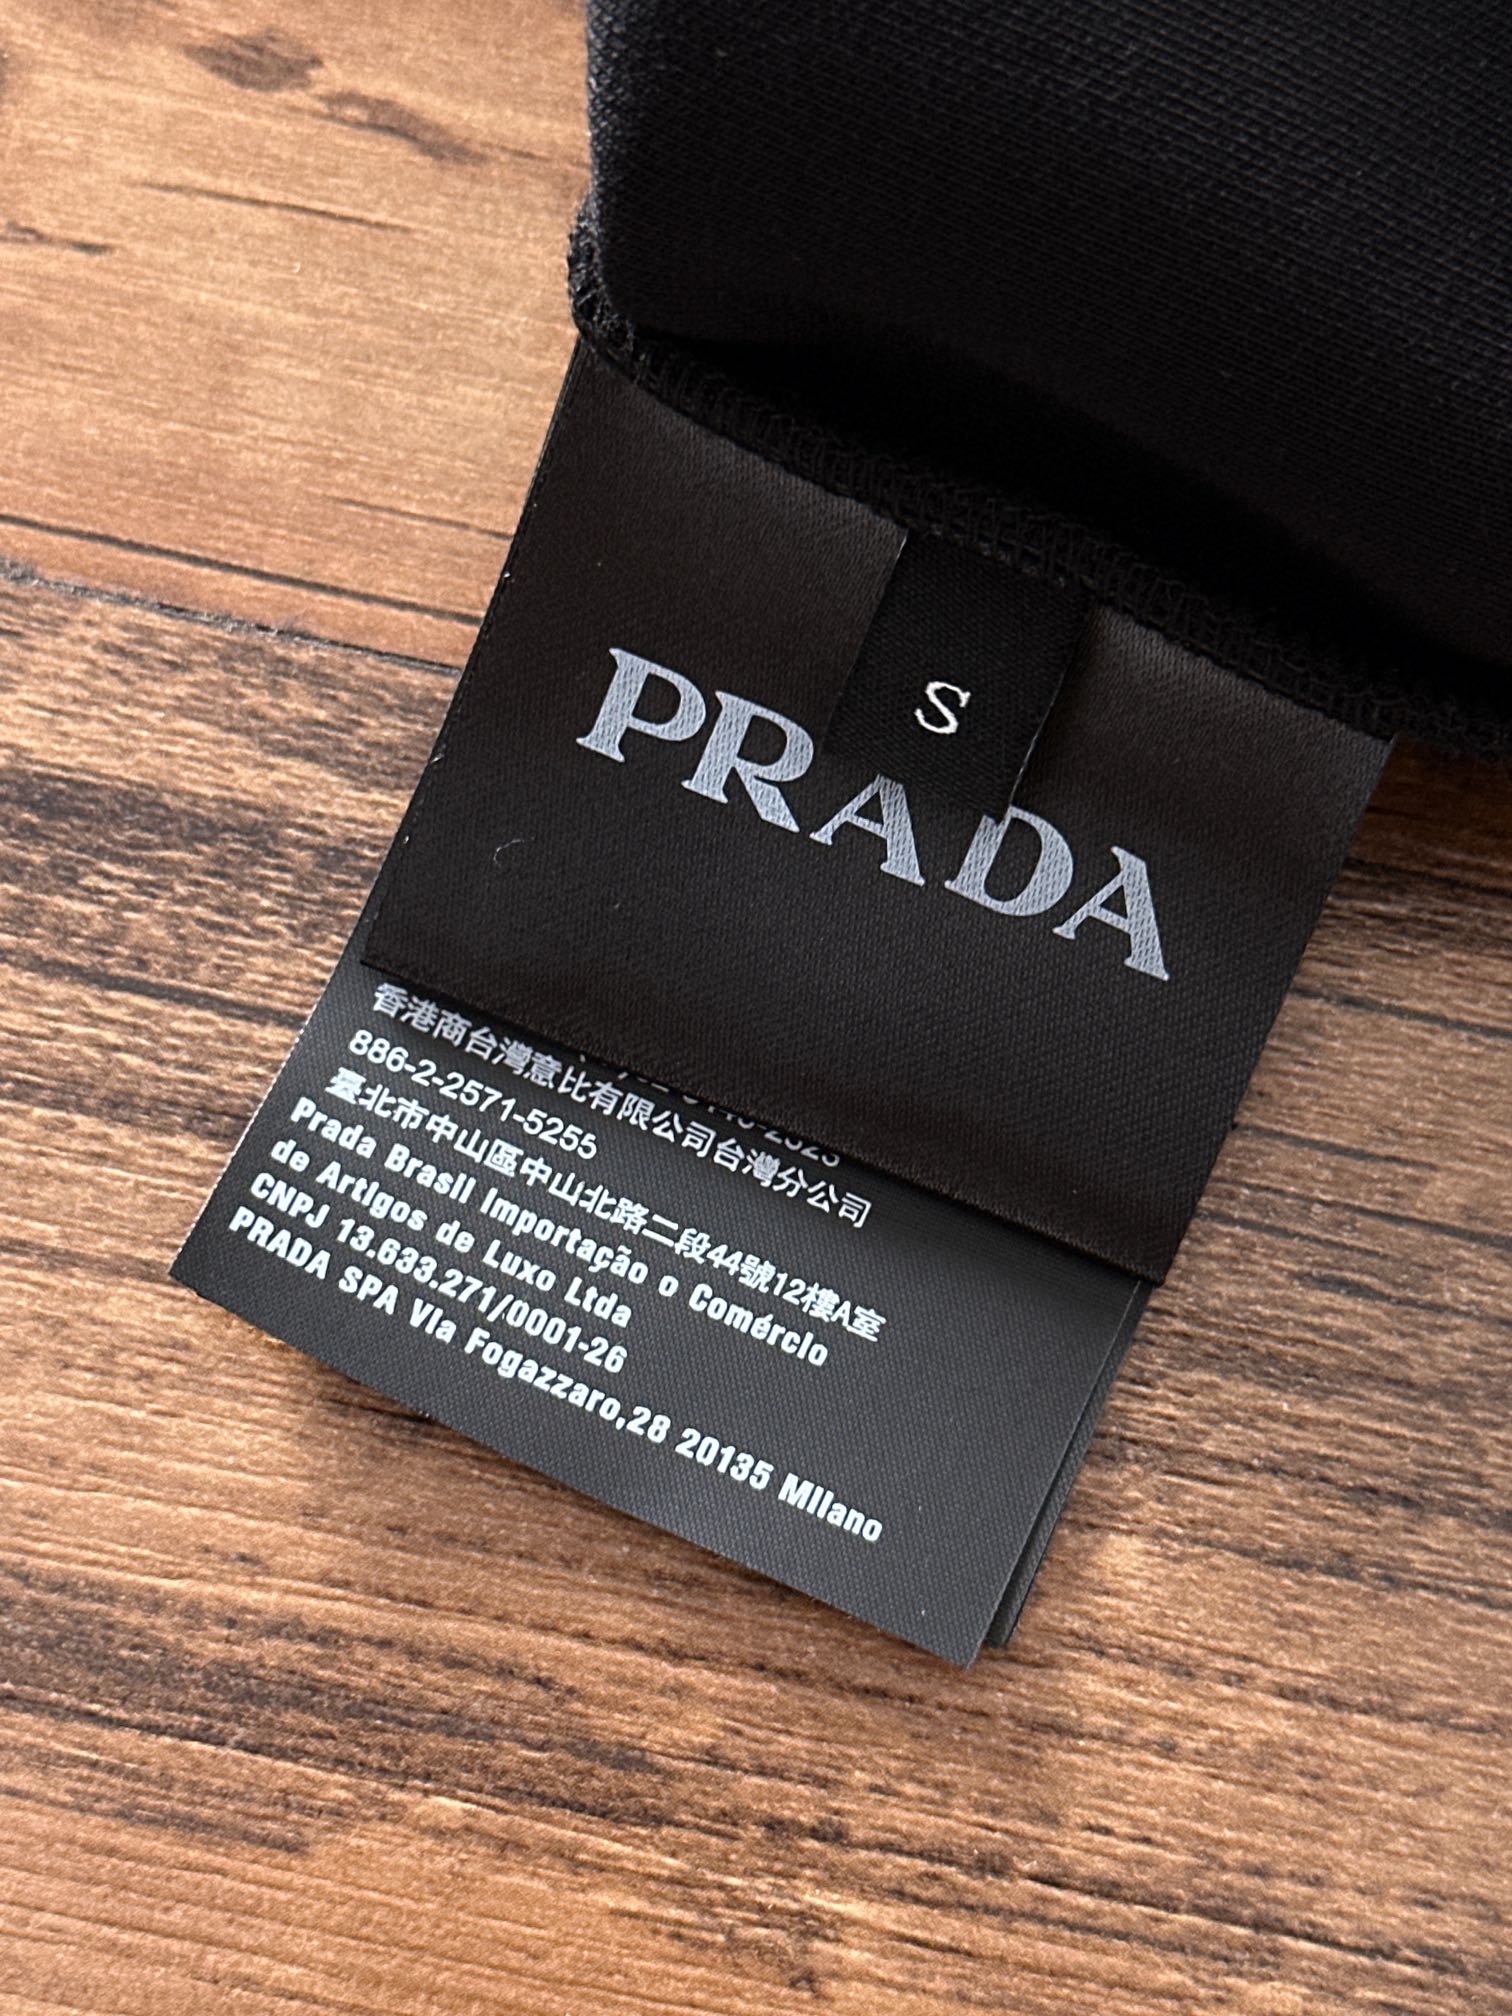 S
PRADA
香港商台灣意比有限公司台灣分公司
886-2-2571-5255
臺北市中山區中山北路二段44號12樓A室
Prada Brasil Importação o Comércio
de Artigos de Luxo Ltda
CNPJ 13.633.271/0001-26
PRADA SPA Via Fogazzaro,28 20135 Milano